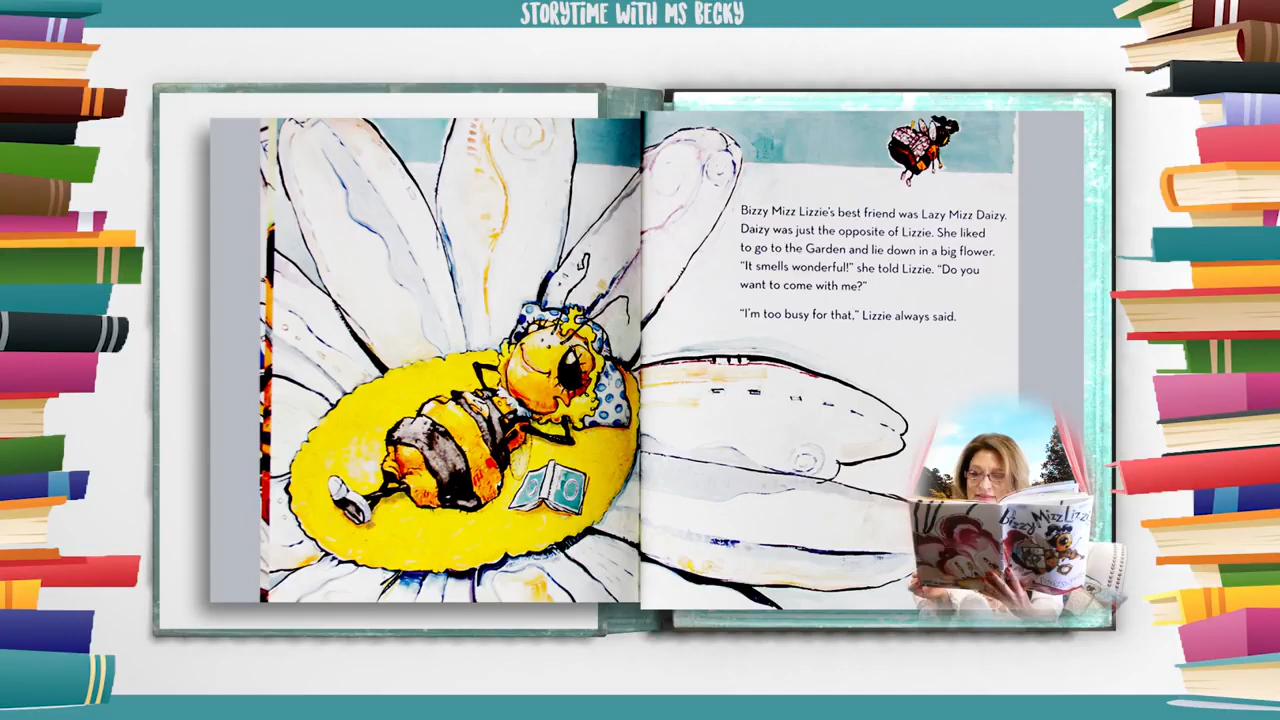 STORYTIME WITH MS BECKY
Bizzy Mizz Lizzie's best friend was Lazy Mizz Daizy.
Daizy was just the opposite of Lizzie. She liked
to go to the Garden and lie down in a big flower.
"It smells wonderful!" she told Lizzie. "Do you
want to come with me?"
"I'm too busy for that," Lizzie always said.
Bizzy Mizz Lizzie